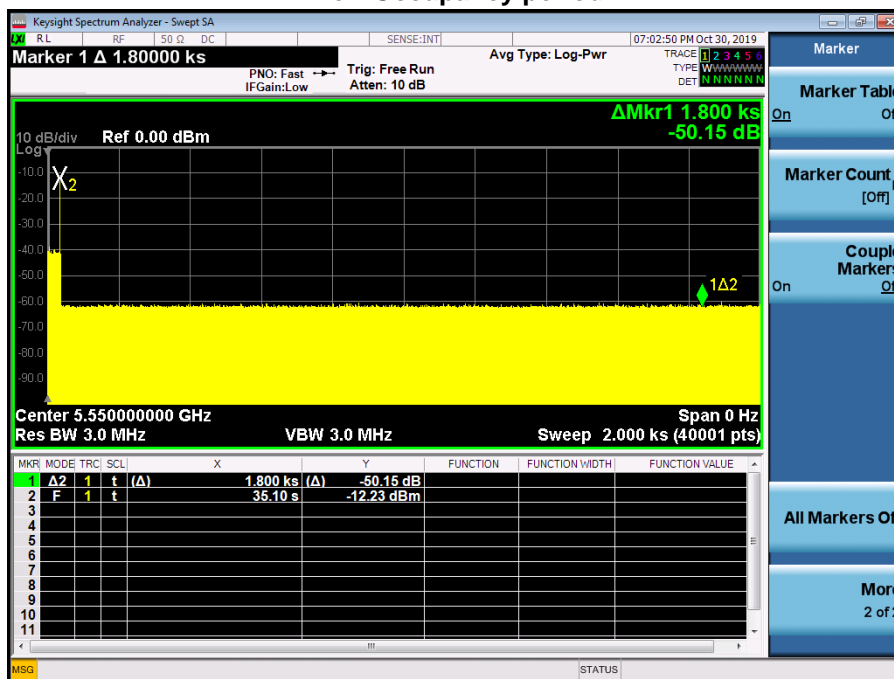 Keysight Spectrum Analyzer - Swept SA
LXI RL RF 50 Ω DC SENSE:INT 07:02:50 PM Oct 30, 2019
Marker 1 Δ 1.80000 ks
PNO: Fast
IFGain:Low
Trig: Free Run
Atten: 10 dB
Avg Type: Log-Pwr
TRACE 1 2 3 4 5 6
TYPE W W W W W W
DET N N N N N N
ΔMkr1 1.800 ks
-50.15 dB
10 dB/div Ref 0.00 dBm
Log
-10.0
-20.0
-30.0
-40.0
-50.0
-60.0
-70.0
-80.0
-90.0
X2
1Δ2
Center 5.550000000 GHz Span 0 Hz
Res BW 3.0 MHz VBW 3.0 MHz Sweep 2.000 ks (40001 pts)
MKR MODE TRC SCL X Y FUNCTION FUNCTION WIDTH FUNCTION VALUE
1 Δ2 1 t (Δ) 1.800 ks (Δ) -50.15 dB
2 F 1 t 35.10 s -12.23 dBm
3
4
5
6
7
8
9
10
11
MSG STATUS
Marker
Marker Table
On
Marker Count
[Off]
Couple
Markers
On
All Markers
More
2 of